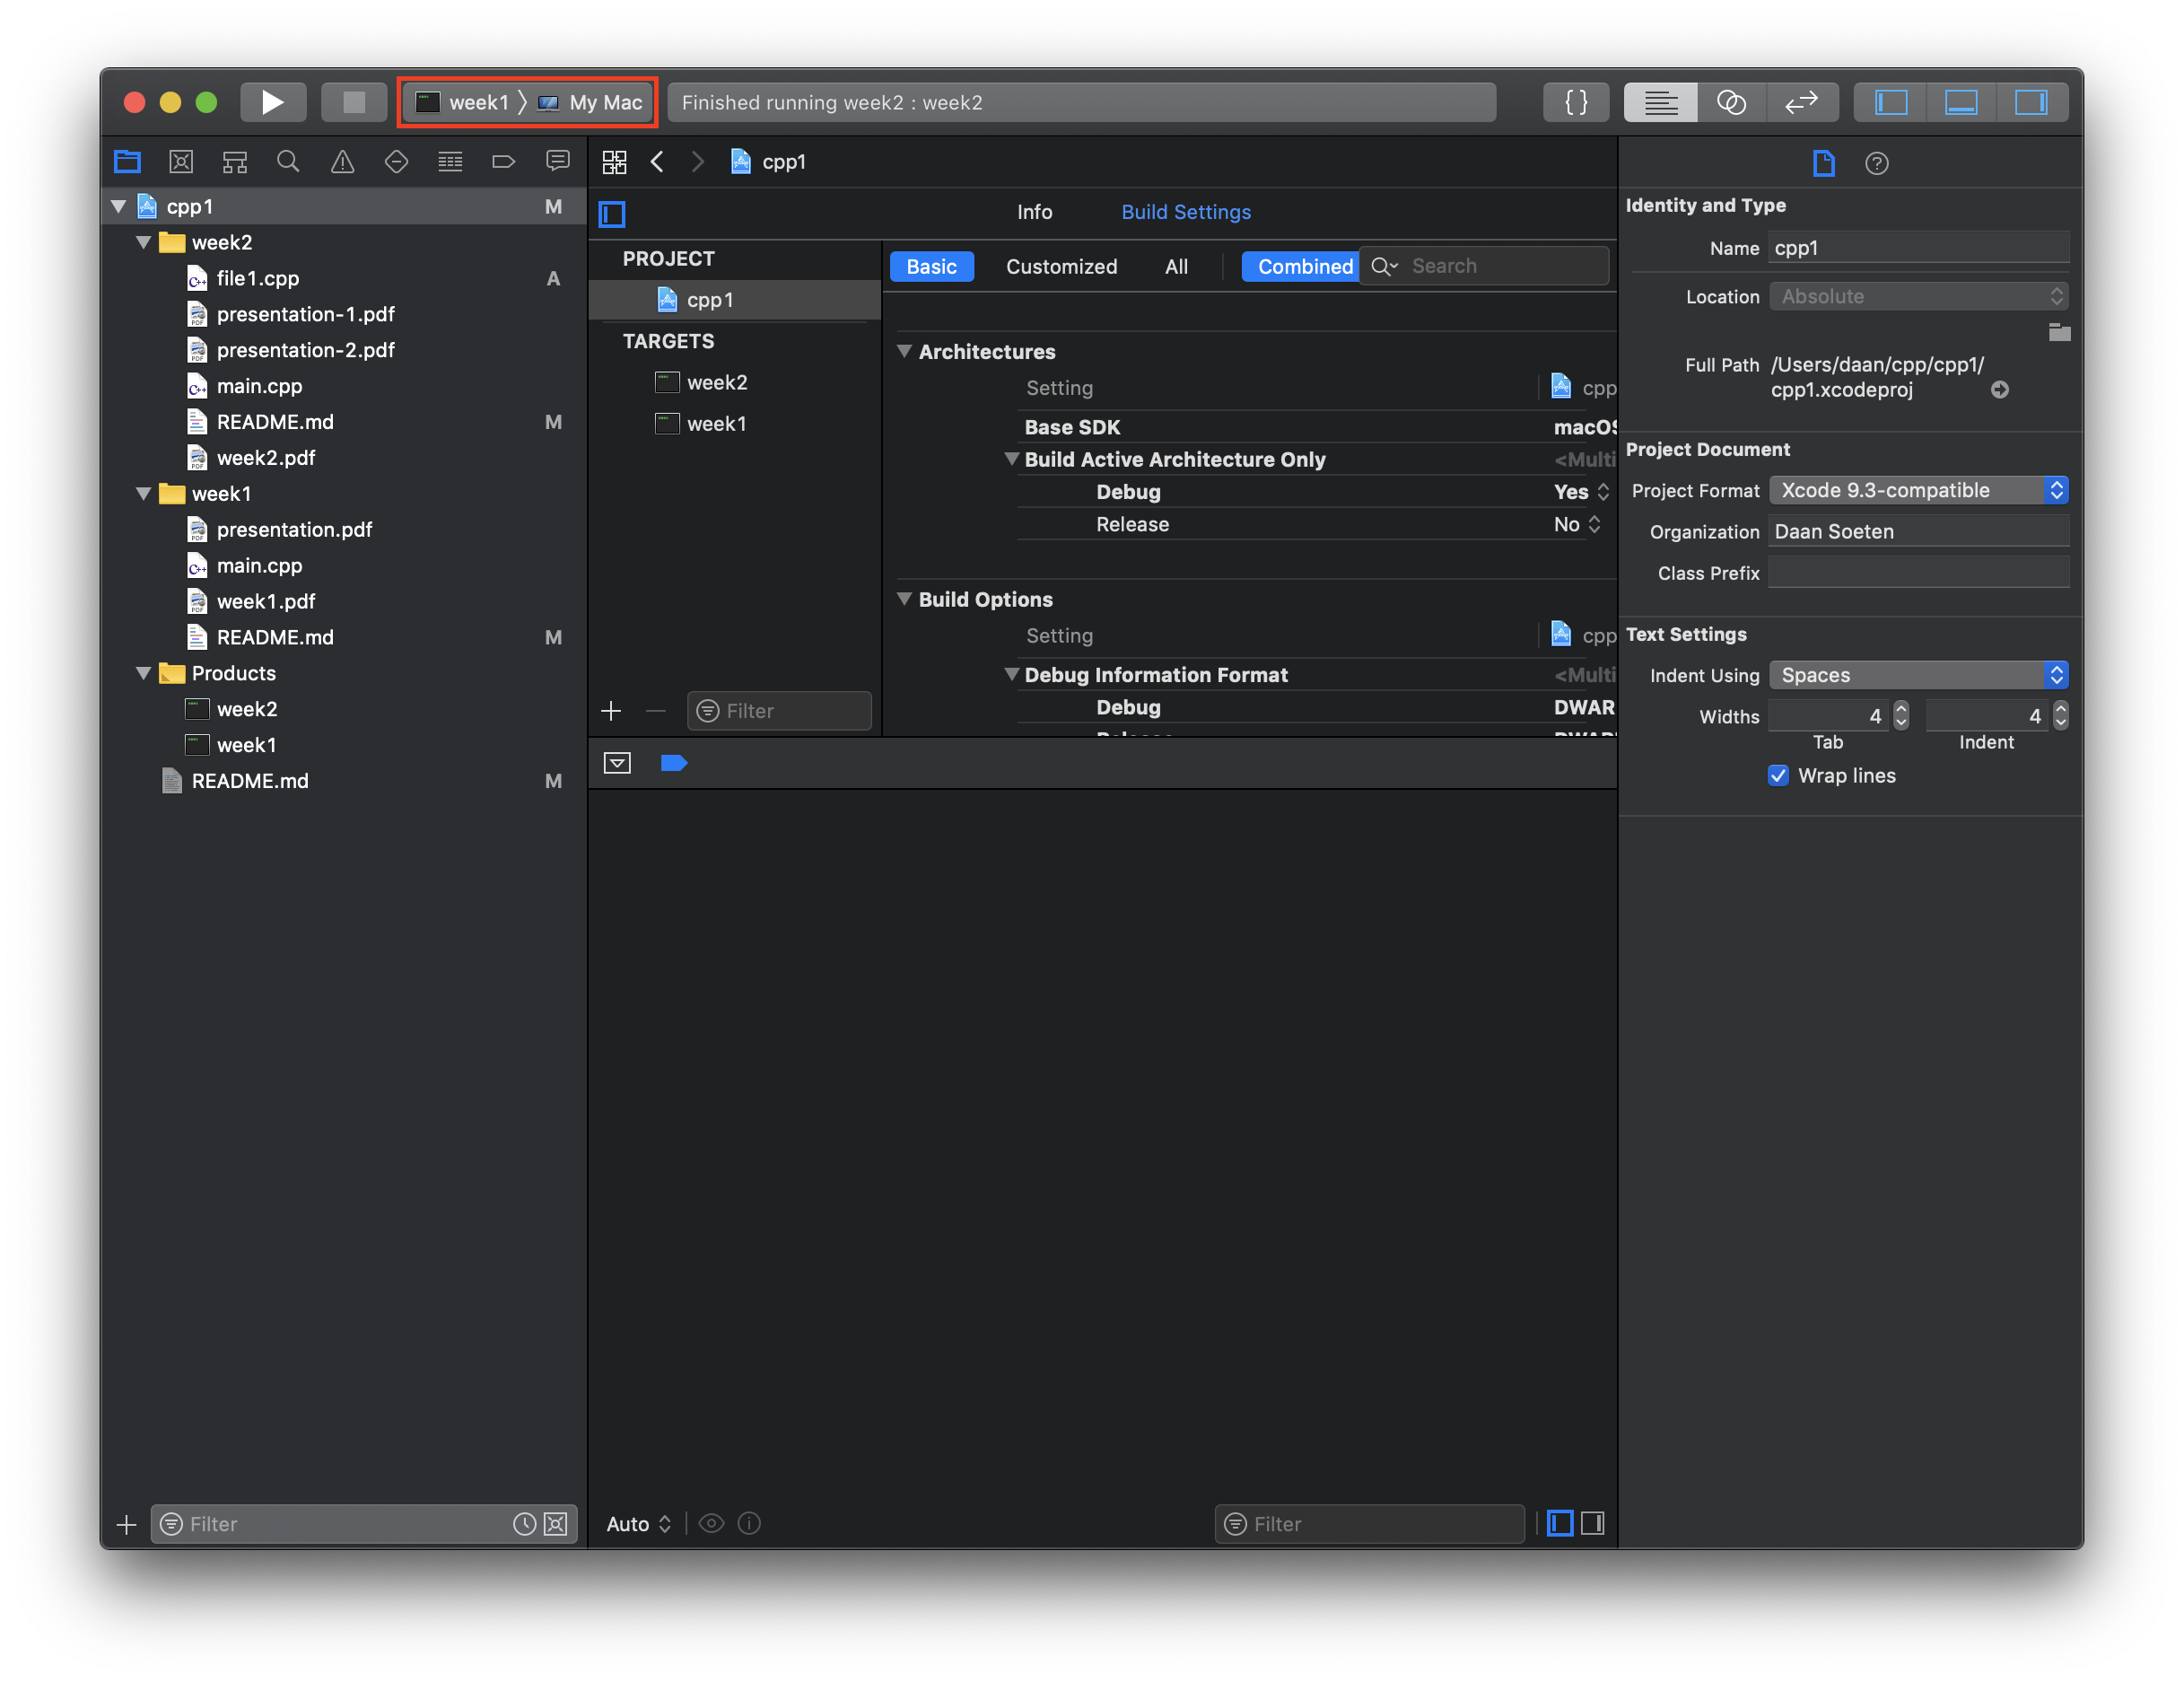 week1 〉 My Mac
Finished running week2 : week2
{ }
cpp1 M
week2
file1.cpp A
presentation-1.pdf
presentation-2.pdf
main.cpp
README.md M
week2.pdf
week1
presentation.pdf
main.cpp
week1.pdf
README.md M
Products
week2
week1
README.md M
Filter
cpp1
Info Build Settings
PROJECT
cpp1
TARGETS
week2
week1
Filter
Basic Customized All Combined Search
Architectures
Setting cpp
Base SDK macOS
Build Active Architecture Only <Multi
Debug Yes
Release No
Build Options
Setting cpp
Debug Information Format <Multi
Debug DWAR
Auto
Filter
Identity and Type
Name cpp1
Location Absolute
Full Path /Users/daan/cpp/cpp1/
cpp1.xcodeproj
Project Document
Project Format Xcode 9.3-compatible
Organization Daan Soeten
Class Prefix
Text Settings
Indent Using Spaces
Widths 4 4
Tab Indent
Wrap lines